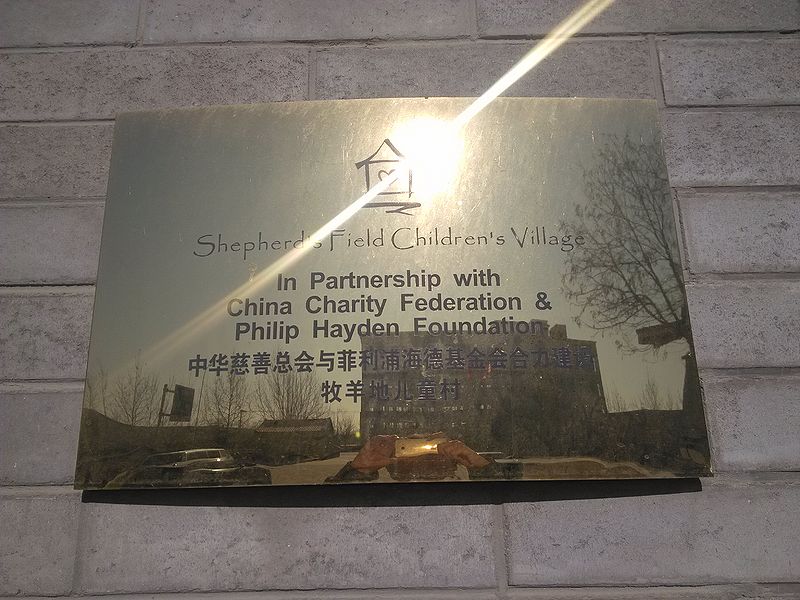 Shepherd's Field Children's Village
In Partnership with
China Charity Federation &
Philip Hayden Foundation
中华慈善总会与菲利浦海德基金会合力建设
牧羊地儿童村